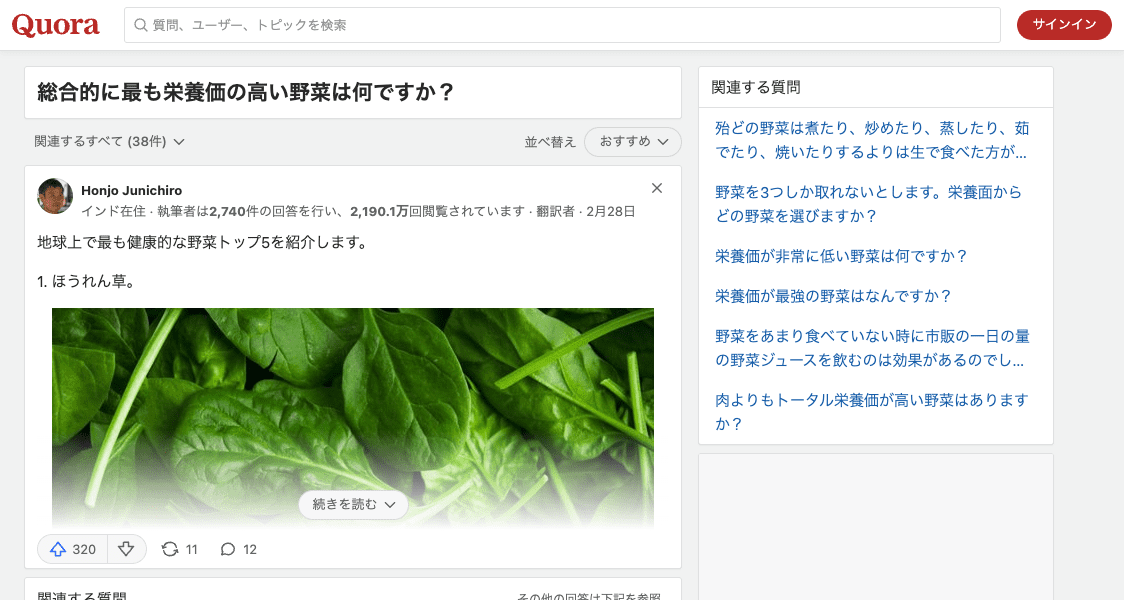 Quora
質問、ユーザー、トピックを検索
サインイン
総合的に最も栄養価の高い野菜は何ですか？
関連するすべて (38件)
並べ替え
おすすめ
Honjo Junichiro
インド在住 · 執筆者は2,740件の回答を行い、2,190.1万回閲覧されています · 翻訳者 · 2月28日
地球上で最も健康的な野菜トップ5を紹介します。
1. ほうれん草。
続きを読む
320
11
12
関連する質問
その他の回答は下記を参照
関連する質問
殆どの野菜は煮たり、炒めたり、蒸したり、茹
でたり、焼いたりするよりは生で食べた方が...
野菜を3つしか取れないとします。栄養面から
どの野菜を選びますか？
栄養価が非常に低い野菜は何ですか？
栄養価が最強の野菜はなんですか？
野菜をあまり食べていない時に市販の一日の量
の野菜ジュースを飲むのは効果があるのでし...
肉よりもトータル栄養価が高い野菜はあります
か？